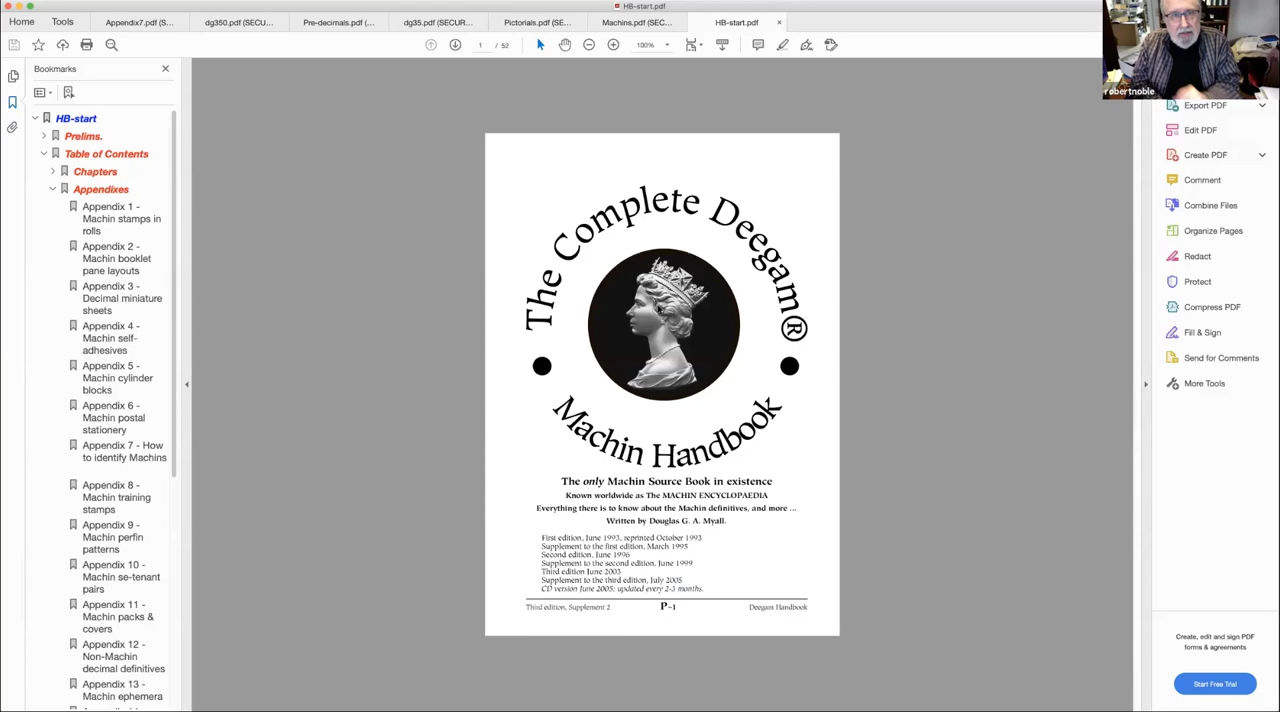 HB-start.pdf
Home
Tools
Appendix7.pdf (S...
dg350.pdf (SECU...
Pre-decimals.pdf (...
dg35.pdf (SECUR...
Pictorials.pdf (SE...
Machins.pdf (SEC...
HB-start.pdf
1 / 52
100%
robertnoble
Bookmarks
HB-start
Prelims.
Table of Contents
Chapters
Appendixes
Appendix 1 -
Machin stamps in
rolls
Appendix 2 -
Machin booklet
pane layouts
Appendix 3 -
Decimal miniature
sheets
Appendix 4 -
Machin self-
adhesives
Appendix 5 -
Machin cylinder
blocks
Appendix 6 -
Machin postal
stationery
Appendix 7 - How
to identify Machins
Appendix 8 -
Machin training
stamps
Appendix 9 -
Machin perfin
patterns
Appendix 10 -
Machin se-tenant
pairs
Appendix 11 -
Machin packs &
covers
Appendix 12 -
Non-Machin
decimal definitives
Appendix 13 -
Machin ephemera
The Complete Deegam®
Machin Handbook
The only Machin Source Book in existence
Known worldwide as The MACHIN ENCYCLOPAEDIA
Everything there is to know about the Machin definitives, and more ...
Written by Douglas G. A. Myall.
First edition, June 1993, reprinted October 1993
Supplement to the first edition, March 1995
Second edition, June 1996
Supplement to the second edition, June 1999
Third edition June 2003
Supplement to the third edition, July 2005
CD version June 2005; updated every 2-3 months.
Third edition, Supplement 2
P-1
Deegam Handbook
Export PDF
Edit PDF
Create PDF
Comment
Combine Files
Organize Pages
Redact
Protect
Compress PDF
Fill & Sign
Send for Comments
More Tools
Create, edit and sign PDF
forms & agreements
Start Free Trial